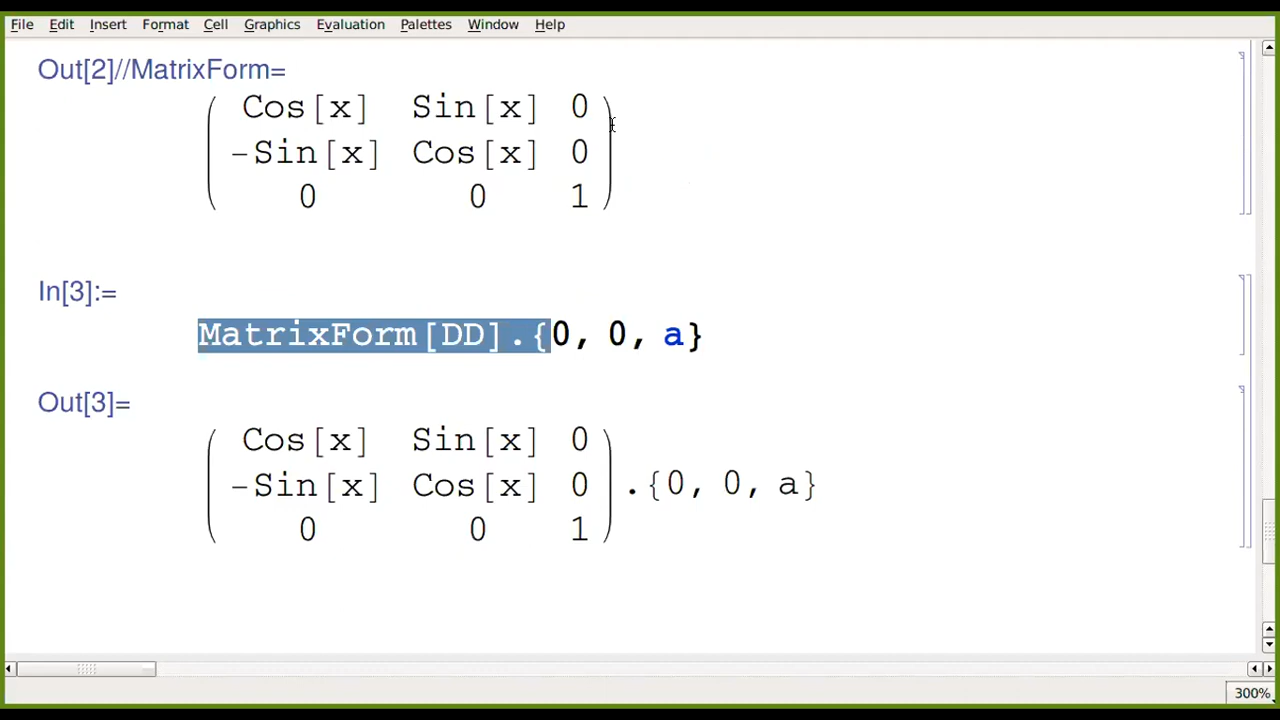 File Edit Insert Format Cell Graphics Evaluation Palettes Window Help
Out[2]//MatrixForm=
Cos[x] Sin[x] 0
-Sin[x] Cos[x] 0
0 0 1
In[3]:=
MatrixForm[DD].{0, 0, a}
Out[3]=
Cos[x] Sin[x] 0
-Sin[x] Cos[x] 0 .{0, 0, a}
0 0 1
300%